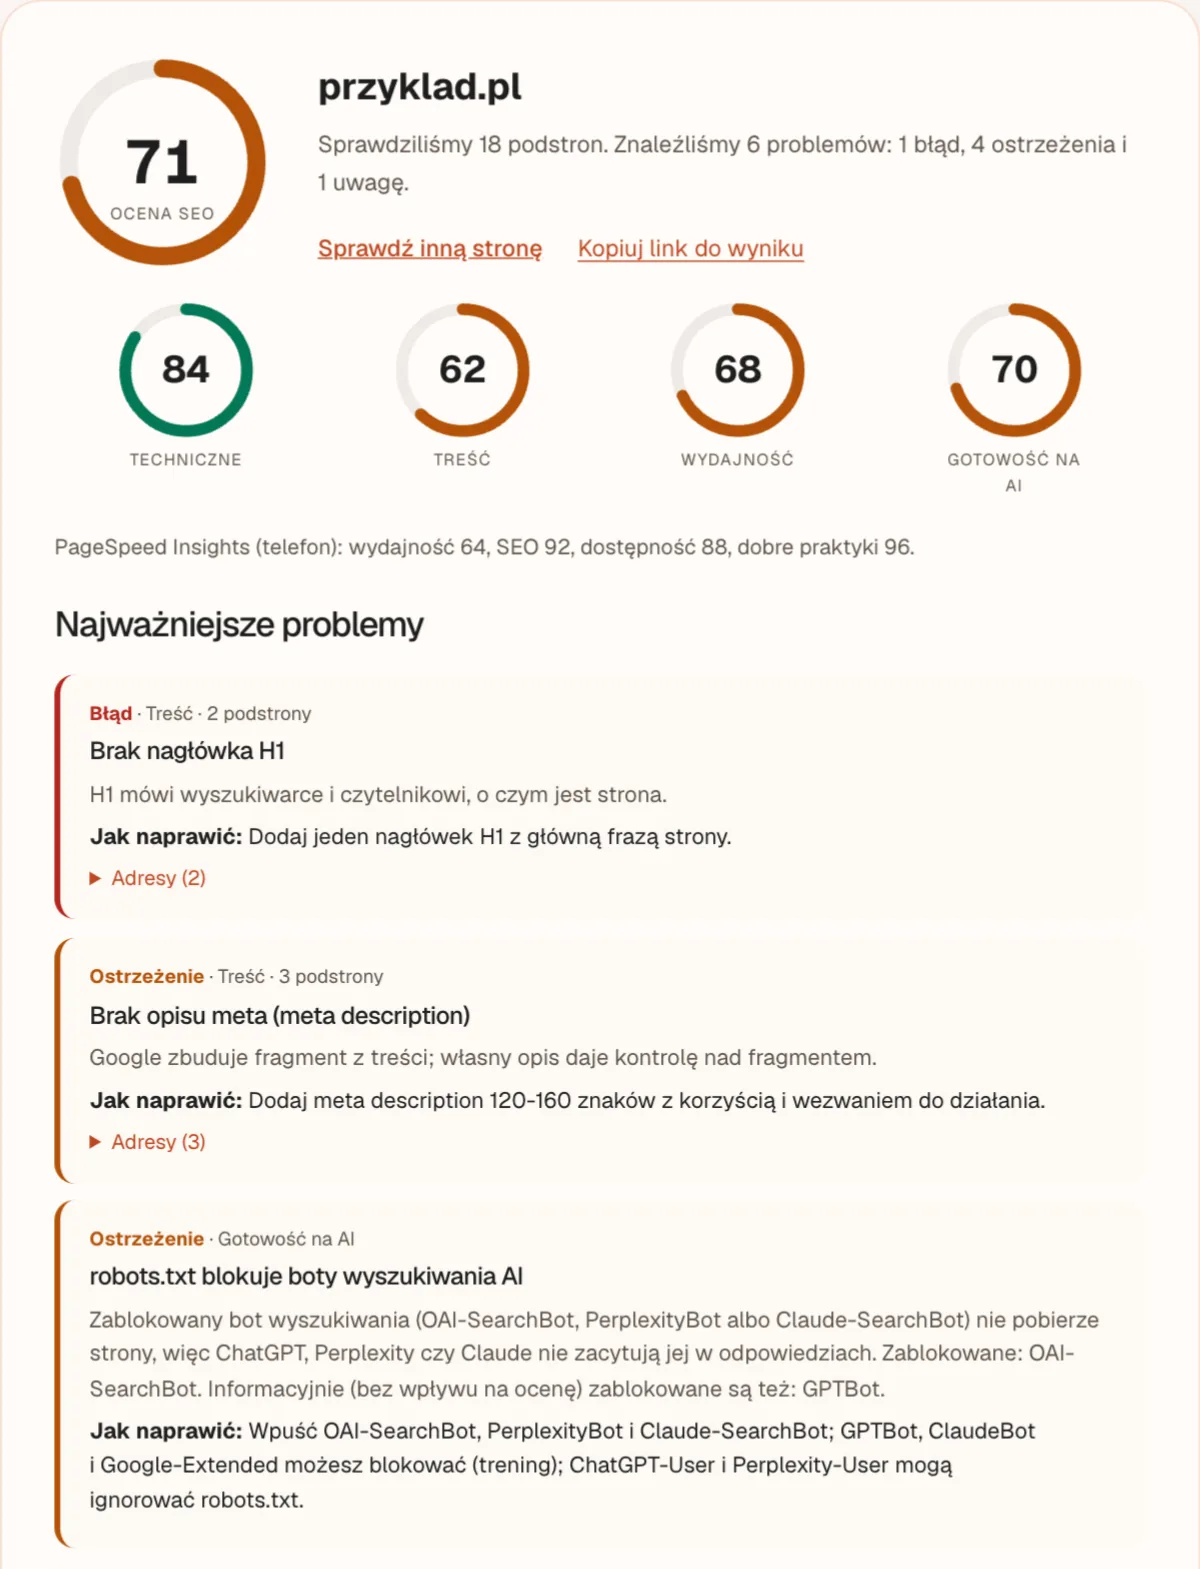 71
OCENA SEO
przyklad.pl
Sprawdziliśmy 18 podstron. Znaleźliśmy 6 problemów: 1 błąd, 4 ostrzeżenia i
1 uwagę.
Sprawdź inną stronę Kopiuj link do wyniku
84
TECHNICZNE
62
TREŚĆ
68
WYDAJNOŚĆ
70
GOTOWOŚĆ NA
AI
PageSpeed Insights (telefon): wydajność 64, SEO 92, dostępność 88, dobre praktyki 96.
Najważniejsze problemy
Błąd · Treść · 2 podstrony
Brak nagłówka H1
H1 mówi wyszukiwarce i czytelnikowi, o czym jest strona.
Jak naprawić: Dodaj jeden nagłówek H1 z główną frazą strony.
Adresy (2)
Ostrzeżenie · Treść · 3 podstrony
Brak opisu meta (meta description)
Google zbuduje fragment z treści; własny opis daje kontrolę nad fragmentem.
Jak naprawić: Dodaj meta description 120-160 znaków z korzyścią i wezwaniem do działania.
Adresy (3)
Ostrzeżenie · Gotowość na AI
robots.txt blokuje boty wyszukiwania AI
Zablokowany bot wyszukiwania (OAI-SearchBot, PerplexityBot albo Claude-SearchBot) nie pobierze
strony, więc ChatGPT, Perplexity czy Claude nie zacytują jej w odpowiedziach. Zablokowane: OAI-
SearchBot. Informacyjnie (bez wpływu na ocenę) zablokowane są też: GPTBot.
Jak naprawić: Wpuść OAI-SearchBot, PerplexityBot i Claude-SearchBot; GPTBot, ClaudeBot
i Google-Extended możesz blokować (trening); ChatGPT-User i Perplexity-User mogą
ignorować robots.txt.